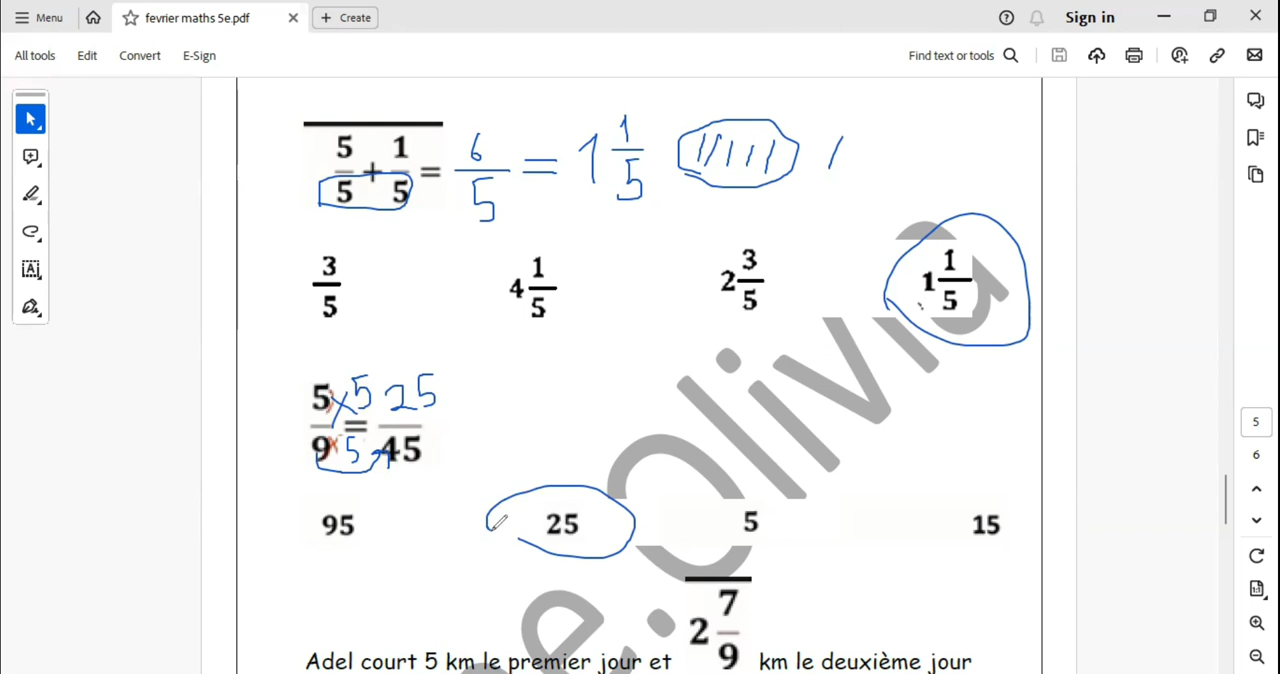 Menu fevrier maths 5e.pdf Create Sign in
All tools Edit Convert E-Sign Find text or tools
5/5 + 1/5 = 6/5 = 1 1/5
3/5 4 1/5 2 3/5 1 1/5
5/9 × 5 = 25/45
× 5
95 25 5 15
Adel court 5 km le premier jour et 2 7/9 km le deuxième jour
e.olivia
5
6